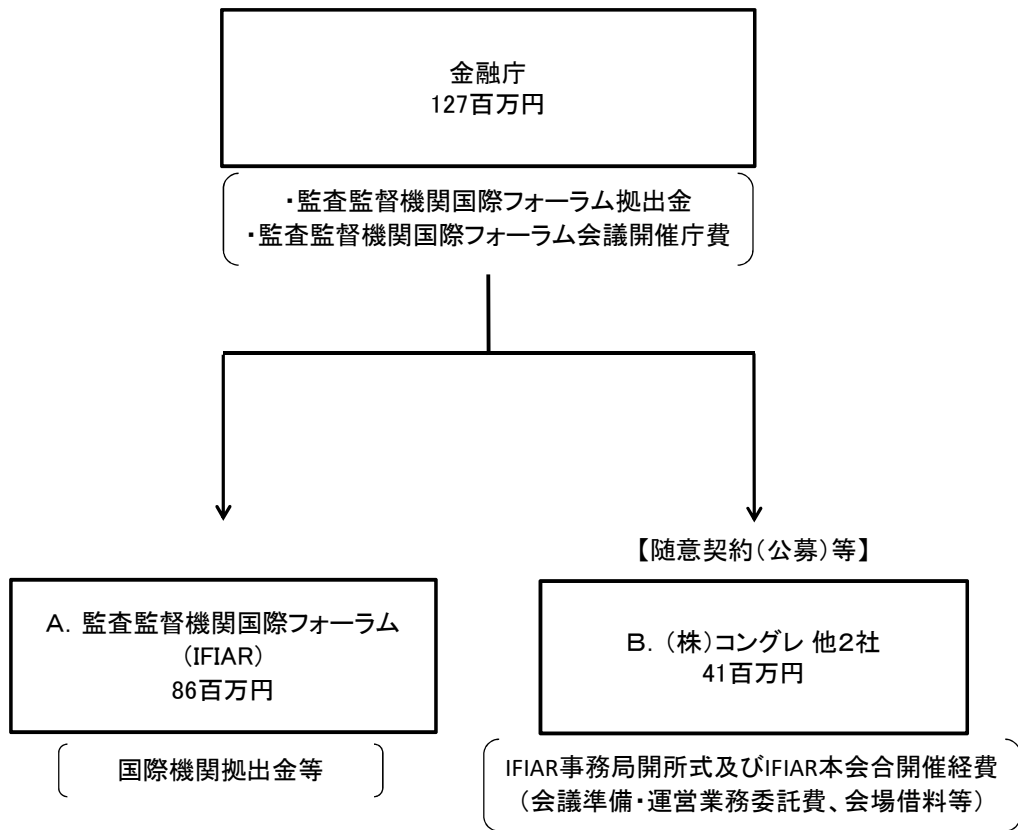 金融庁
127百万円
・監査監督機関国際フォーラム拠出金
・監査監督機関国際フォーラム会議開催庁費
A. 監査監督機関国際フォーラム
(IFIAR)
86百万円
国際機関拠出金等
【随意契約(公募)等】
B. (株)コングレ 他2社
41百万円
IFIAR事務局開所式及びIFIAR本会合開催経費
(会議準備・運営業務委託費、会場借料等)